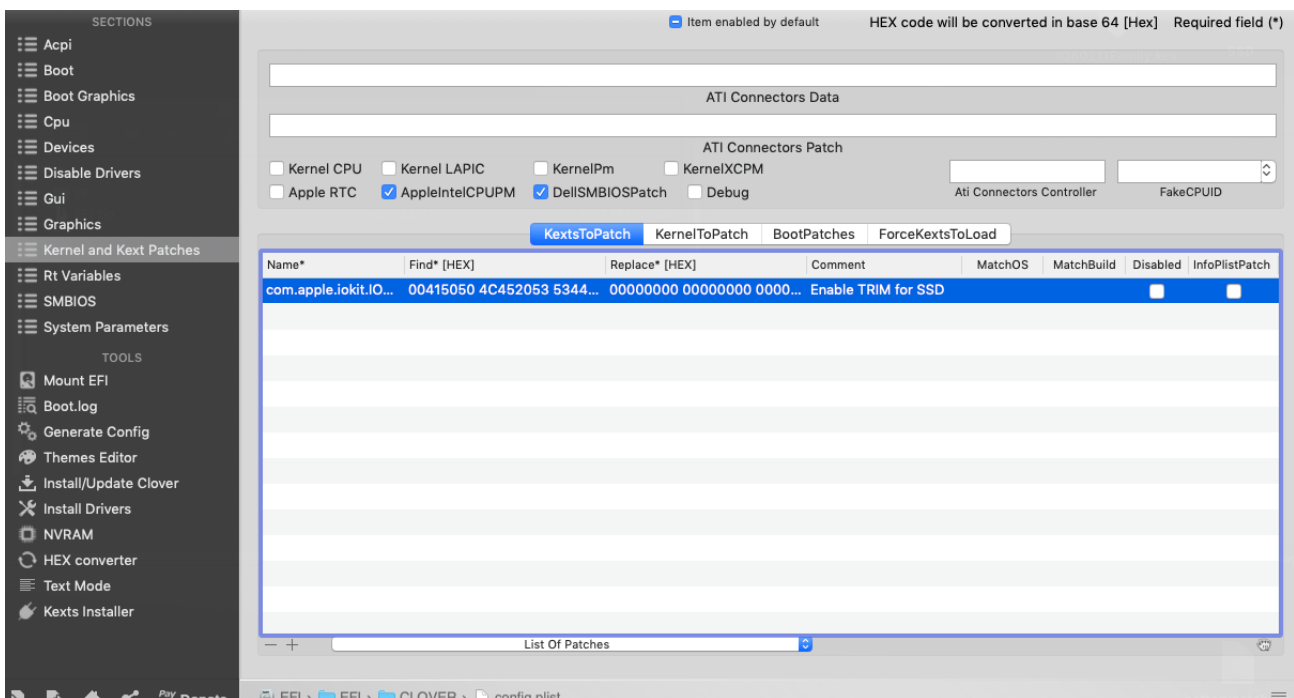 SECTIONS
Acpi
Boot
Boot Graphics
Cpu
Devices
Disable Drivers
Gui
Graphics
Kernel and Kext Patches
Rt Variables
SMBIOS
System Parameters
TOOLS
Mount EFI
Boot.log
Generate Config
Themes Editor
Install/Update Clover
Install Drivers
NVRAM
HEX converter
Text Mode
Kexts Installer
Pay Donate
Item enabled by default HEX code will be converted in base 64 [Hex] Required field (*)
ATI Connectors Data
ATI Connectors Patch
Kernel CPU Kernel LAPIC KernelPm KernelXCPM
Apple RTC AppleIntelCPUPM DellSMBIOSPatch Debug Ati Connectors Controller FakeCPUID
KextsToPatch KernelToPatch BootPatches ForceKextsToLoad
Name* Find* [HEX] Replace* [HEX] Comment MatchOS MatchBuild Disabled InfoPlistPatch
com.apple.iokit.IO... 00415050 4C452053 5344... 00000000 00000000 0000... Enable TRIM for SSD
List Of Patches
EFI EFI CLOVER config.plist